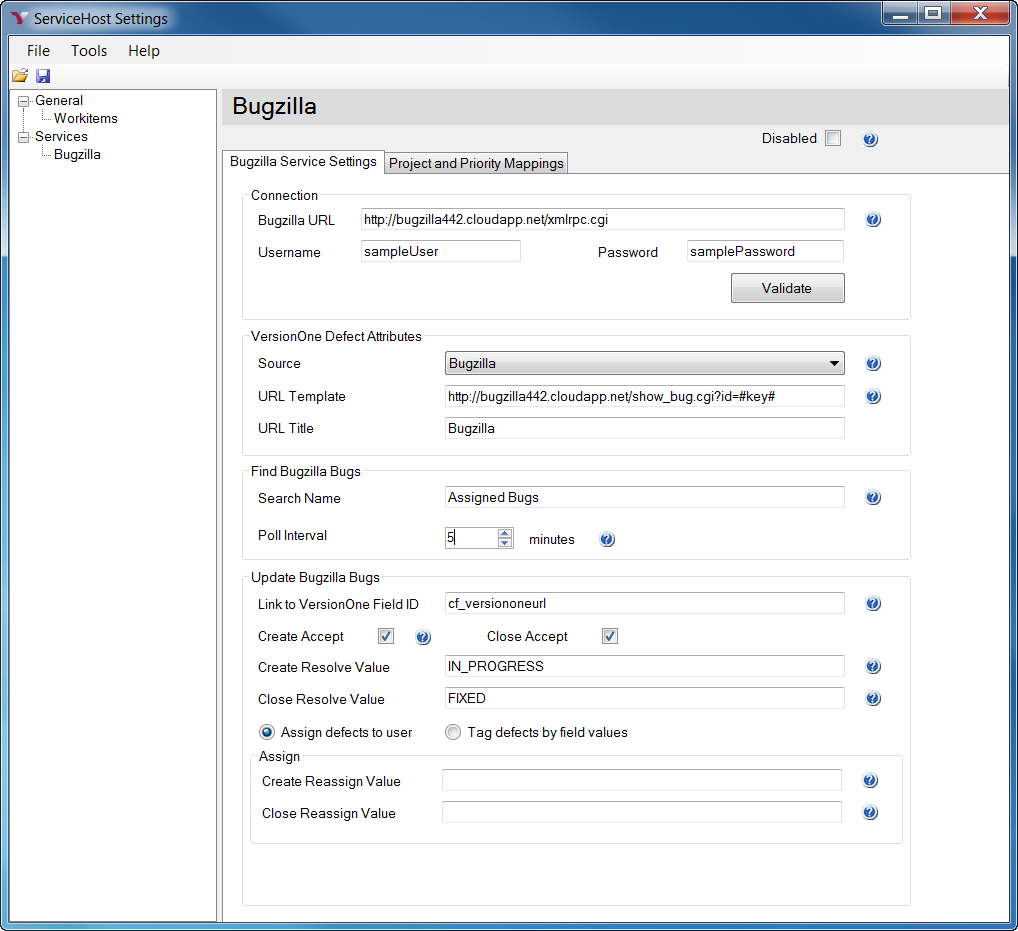 ServiceHost Settings
File Tools Help
General
Workitems
Services
Bugzilla
Bugzilla
Disabled
Bugzilla Service Settings Project and Priority Mappings
Connection
Bugzilla URL http://bugzilla442.cloudapp.net/xmlrpc.cgi
Username sampleUser Password samplePassword
Validate
VersionOne Defect Attributes
Source Bugzilla
URL Template http://bugzilla442.cloudapp.net/show_bug.cgi?id=#key#
URL Title Bugzilla
Find Bugzilla Bugs
Search Name Assigned Bugs
Poll Interval 5 minutes
Update Bugzilla Bugs
Link to VersionOne Field ID cf_versiononeurl
Create Accept Close Accept
Create Resolve Value IN_PROGRESS
Close Resolve Value FIXED
Assign defects to user Tag defects by field values
Assign
Create Reassign Value
Close Reassign Value